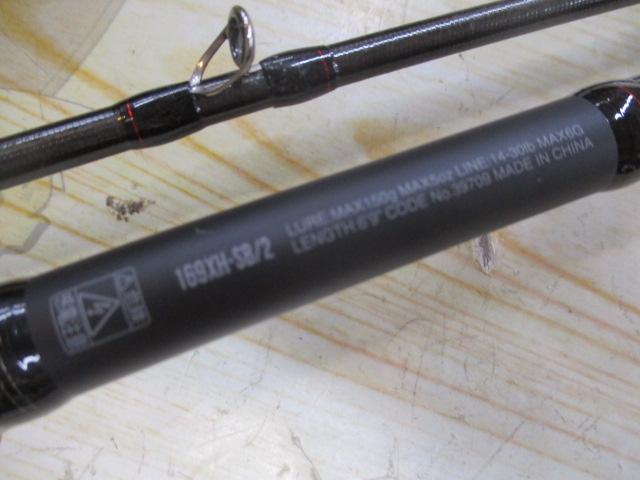 169XH-SB/2
LURE:MAX150g MAX5oz LINE:14-30lb MAX6G
LENGTH:6'9" CODE No.39709 MADE IN CHINA